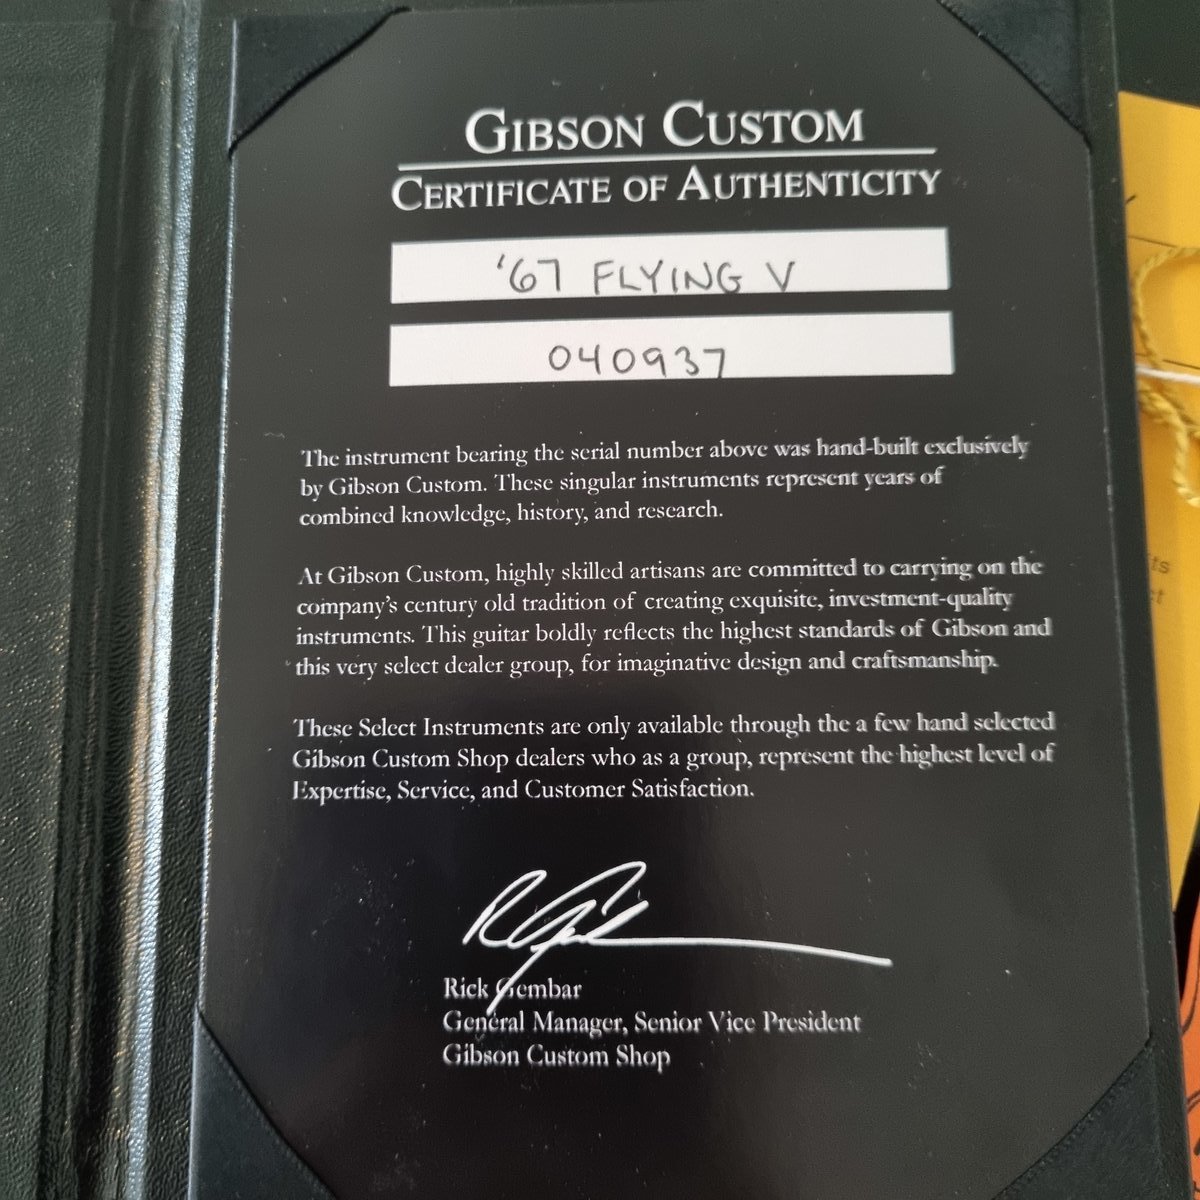 GIBSON CUSTOM
CERTIFICATE OF AUTHENTICITY
'67 FLYING V
040937
The instrument bearing the serial number above was hand-built exclusively
by Gibson Custom. These singular instruments represent years of
combined knowledge, history, and research.
At Gibson Custom, highly skilled artisans are committed to carrying on the
company's century old tradition of creating exquisite, investment-quality
instruments. This guitar boldly reflects the highest standards of Gibson and
this very select dealer group, for imaginative design and craftsmanship.
These Select Instruments are only available through the a few hand selected
Gibson Custom Shop dealers who as a group, represent the highest level of
Expertise, Service, and Customer Satisfaction.
Rick Gembar
General Manager, Senior Vice President
Gibson Custom Shop